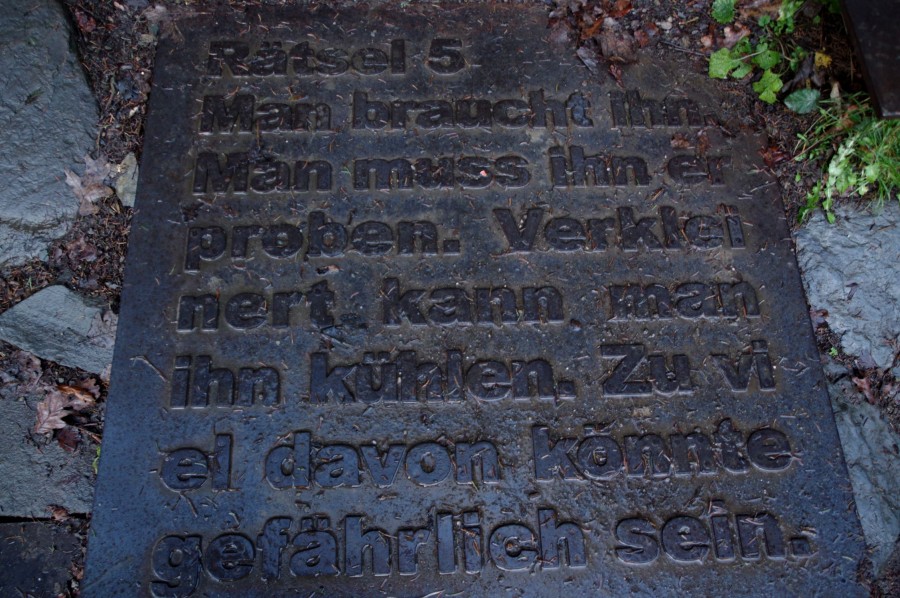 Rätsel 5
Man braucht ihn.
Man muss ihn er
proben. Verklei
nert, kann man
ihn kühlen. Zu vi
el davon könnte
gefährlich sein.